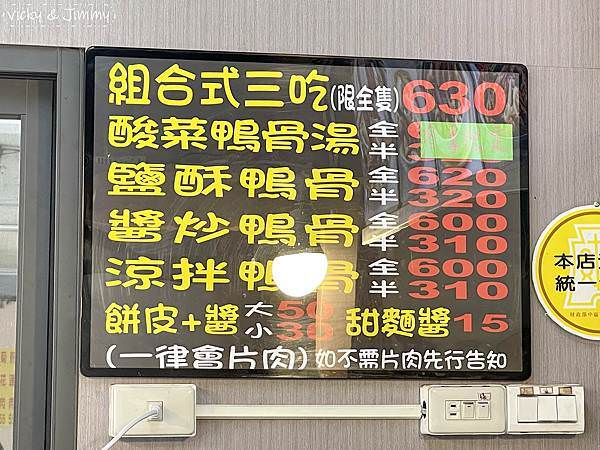 Vicky & Jimmy
組合式三吃(限全隻)630
酸菜鴨骨湯 全
半
鹽酥鴨骨 全 620
半 320
醬炒鴨骨 全 600
半 310
涼拌鴨骨 全 600
半 310
餅皮+醬 大 50
小 30 甜麵醬15
(一律會片肉) 如不需片肉先行告知
本店
統一